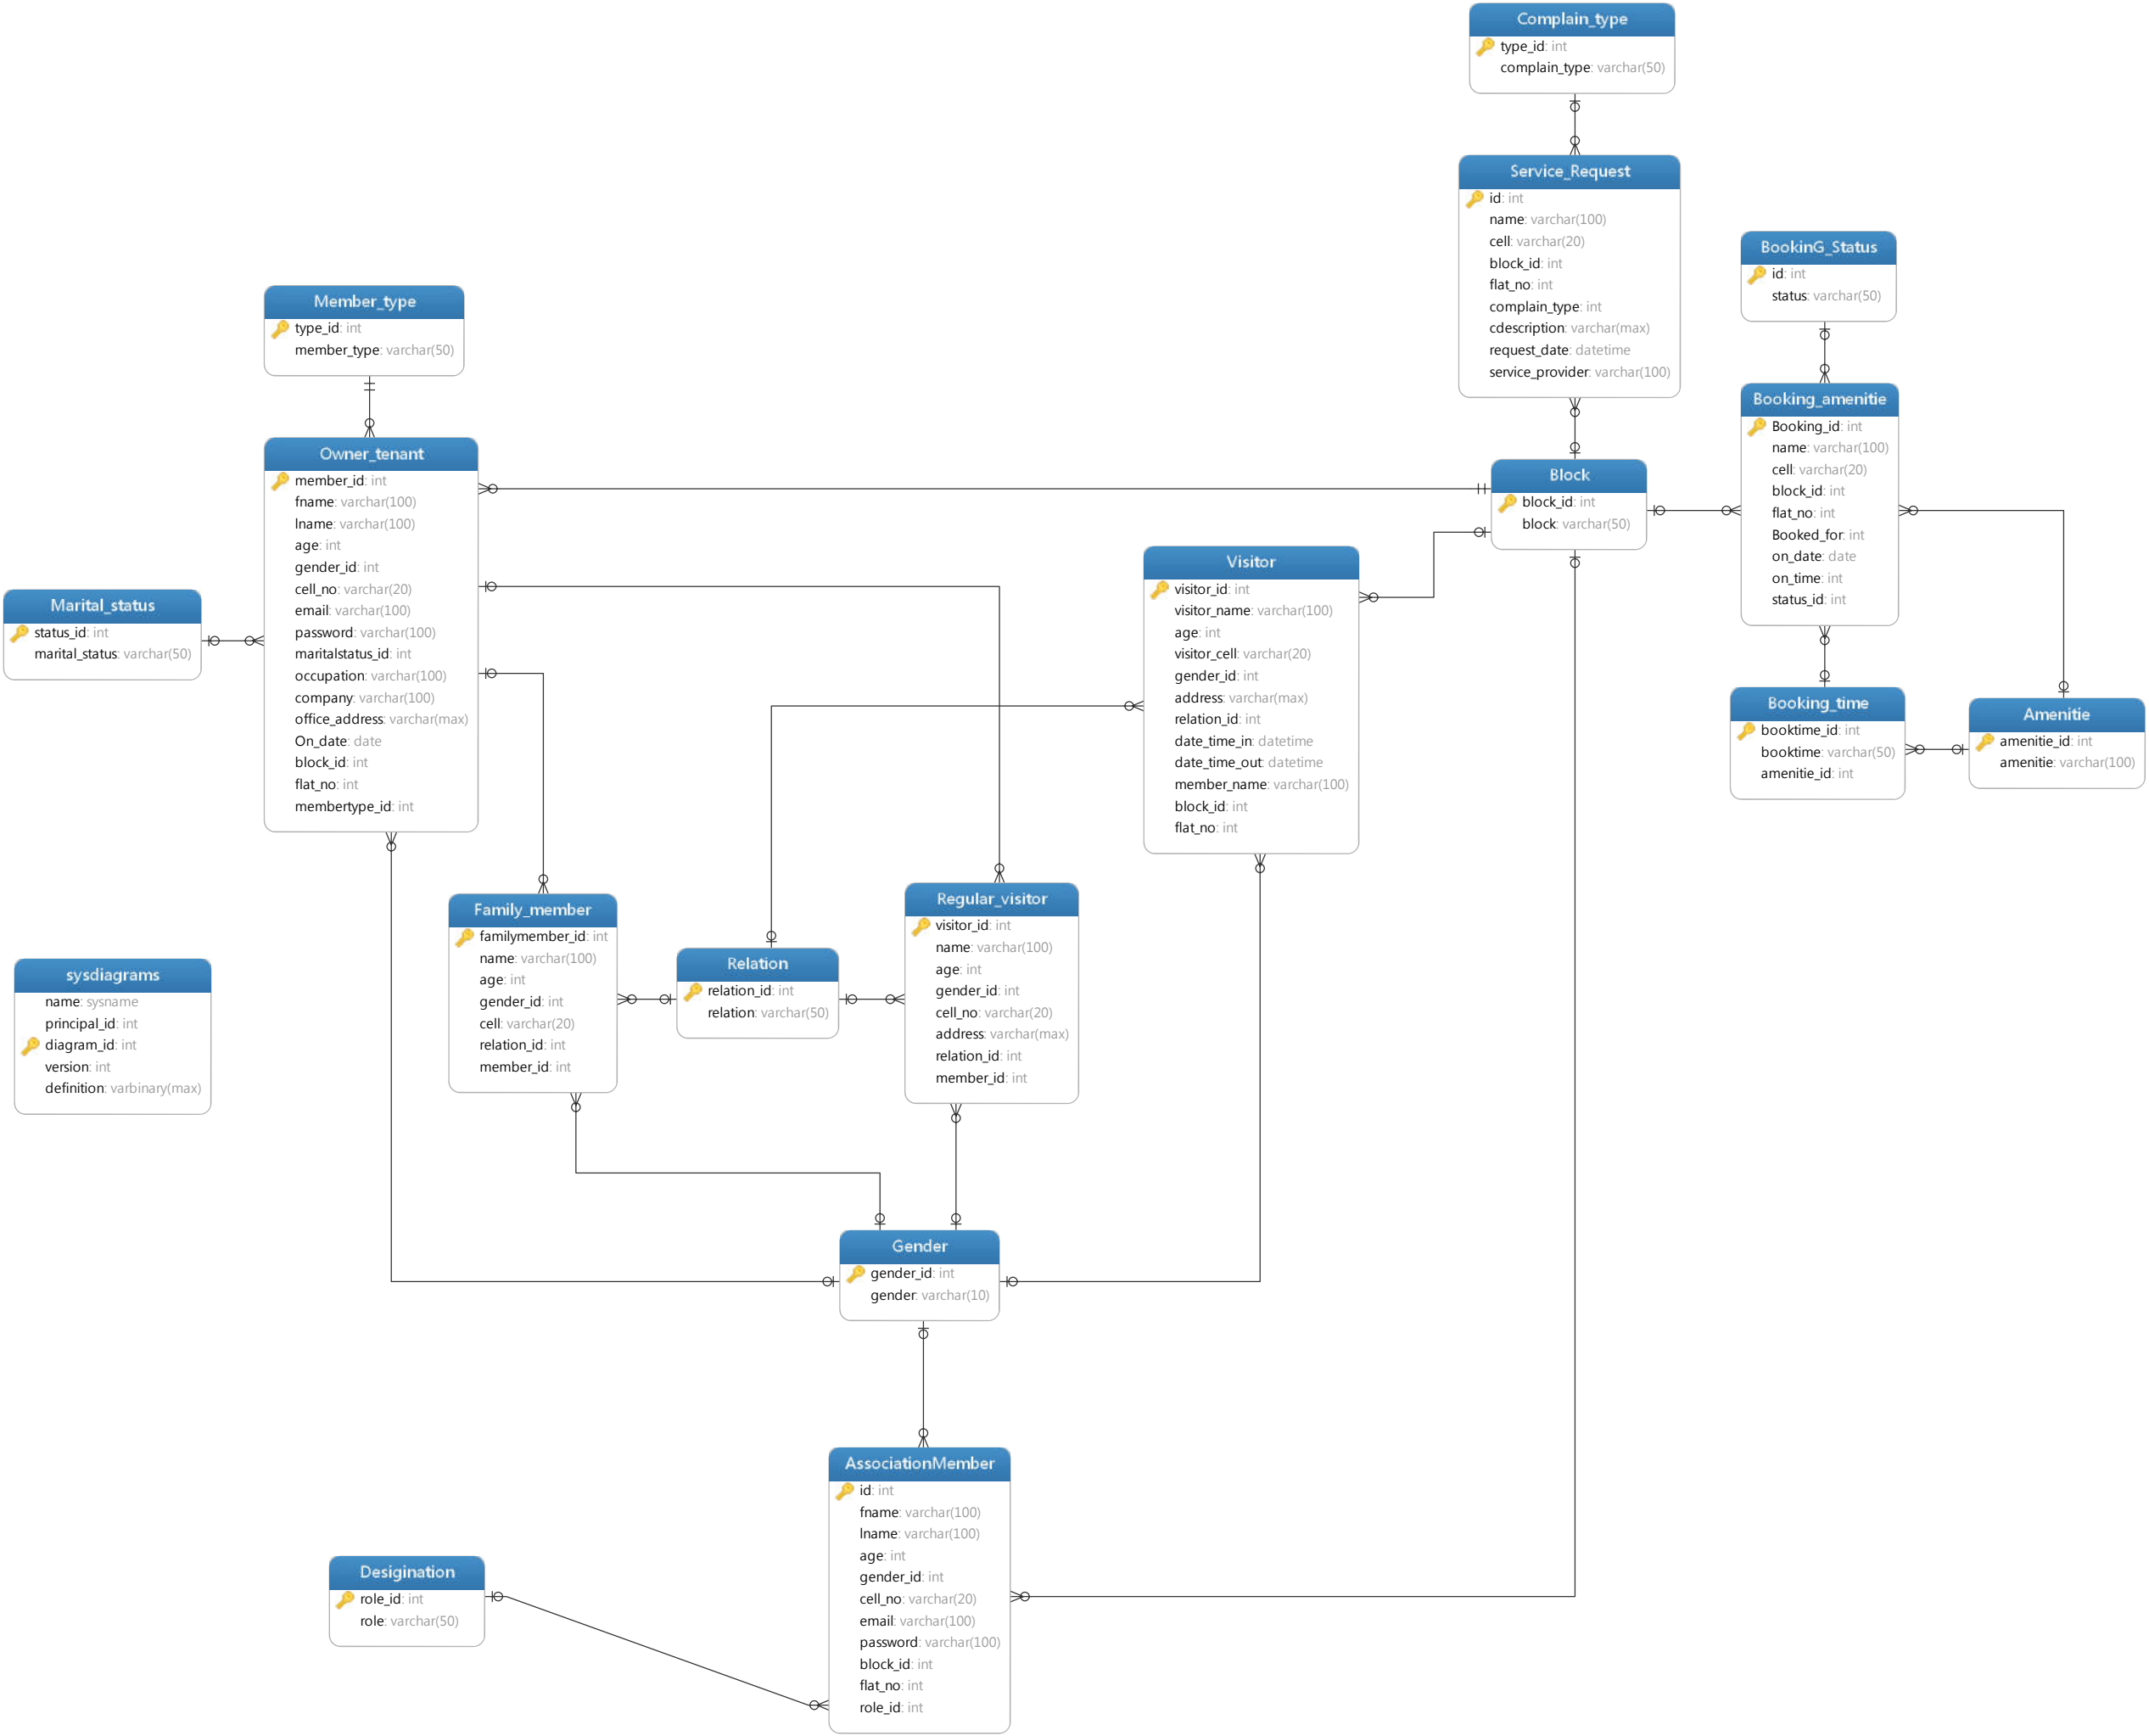 Complain_type
type_id: int
complain_type: varchar(50)
Service_Request
id: int
name: varchar(100)
cell: varchar(20)
block_id: int
flat_no: int
complain_type: int
cdescription: varchar(max)
request_date: datetime
service_provider: varchar(100)
BookinG_Status
id: int
status: varchar(50)
Member_type
type_id: int
member_type: varchar(50)
Booking_amenitie
Booking_id: int
name: varchar(100)
cell: varchar(20)
block_id: int
flat_no: int
Booked_for: int
on_date: date
on_time: int
status_id: int
Owner_tenant
member_id: int
fname: varchar(100)
lname: varchar(100)
age: int
gender_id: int
cell_no: varchar(20)
email: varchar(100)
password: varchar(100)
maritalstatus_id: int
occupation: varchar(100)
company: varchar(100)
office_address: varchar(max)
On_date: date
block_id: int
flat_no: int
membertype_id: int
Block
block_id: int
block: varchar(50)
Visitor
visitor_id: int
visitor_name: varchar(100)
age: int
visitor_cell: varchar(20)
gender_id: int
address: varchar(max)
relation_id: int
date_time_in: datetime
date_time_out: datetime
member_name: varchar(100)
block_id: int
flat_no: int
Marital_status
status_id: int
marital_status: varchar(50)
Booking_time
booktime_id: int
booktime: varchar(50)
amenitie_id: int
Amenitie
amenitie_id: int
amenitie: varchar(100)
Family_member
familymember_id: int
name: varchar(100)
age: int
gender_id: int
cell: varchar(20)
relation_id: int
member_id: int
Relation
relation_id: int
relation: varchar(50)
Regular_visitor
visitor_id: int
name: varchar(100)
age: int
gender_id: int
cell_no: varchar(20)
address: varchar(max)
relation_id: int
member_id: int
sysdiagrams
name: sysname
principal_id: int
diagram_id: int
version: int
definition: varbinary(max)
Gender
gender_id: int
gender: varchar(10)
AssociationMember
id: int
fname: varchar(100)
lname: varchar(100)
age: int
gender_id: int
cell_no: varchar(20)
email: varchar(100)
password: varchar(100)
block_id: int
flat_no: int
role_id: int
Desigination
role_id: int
role: varchar(50)